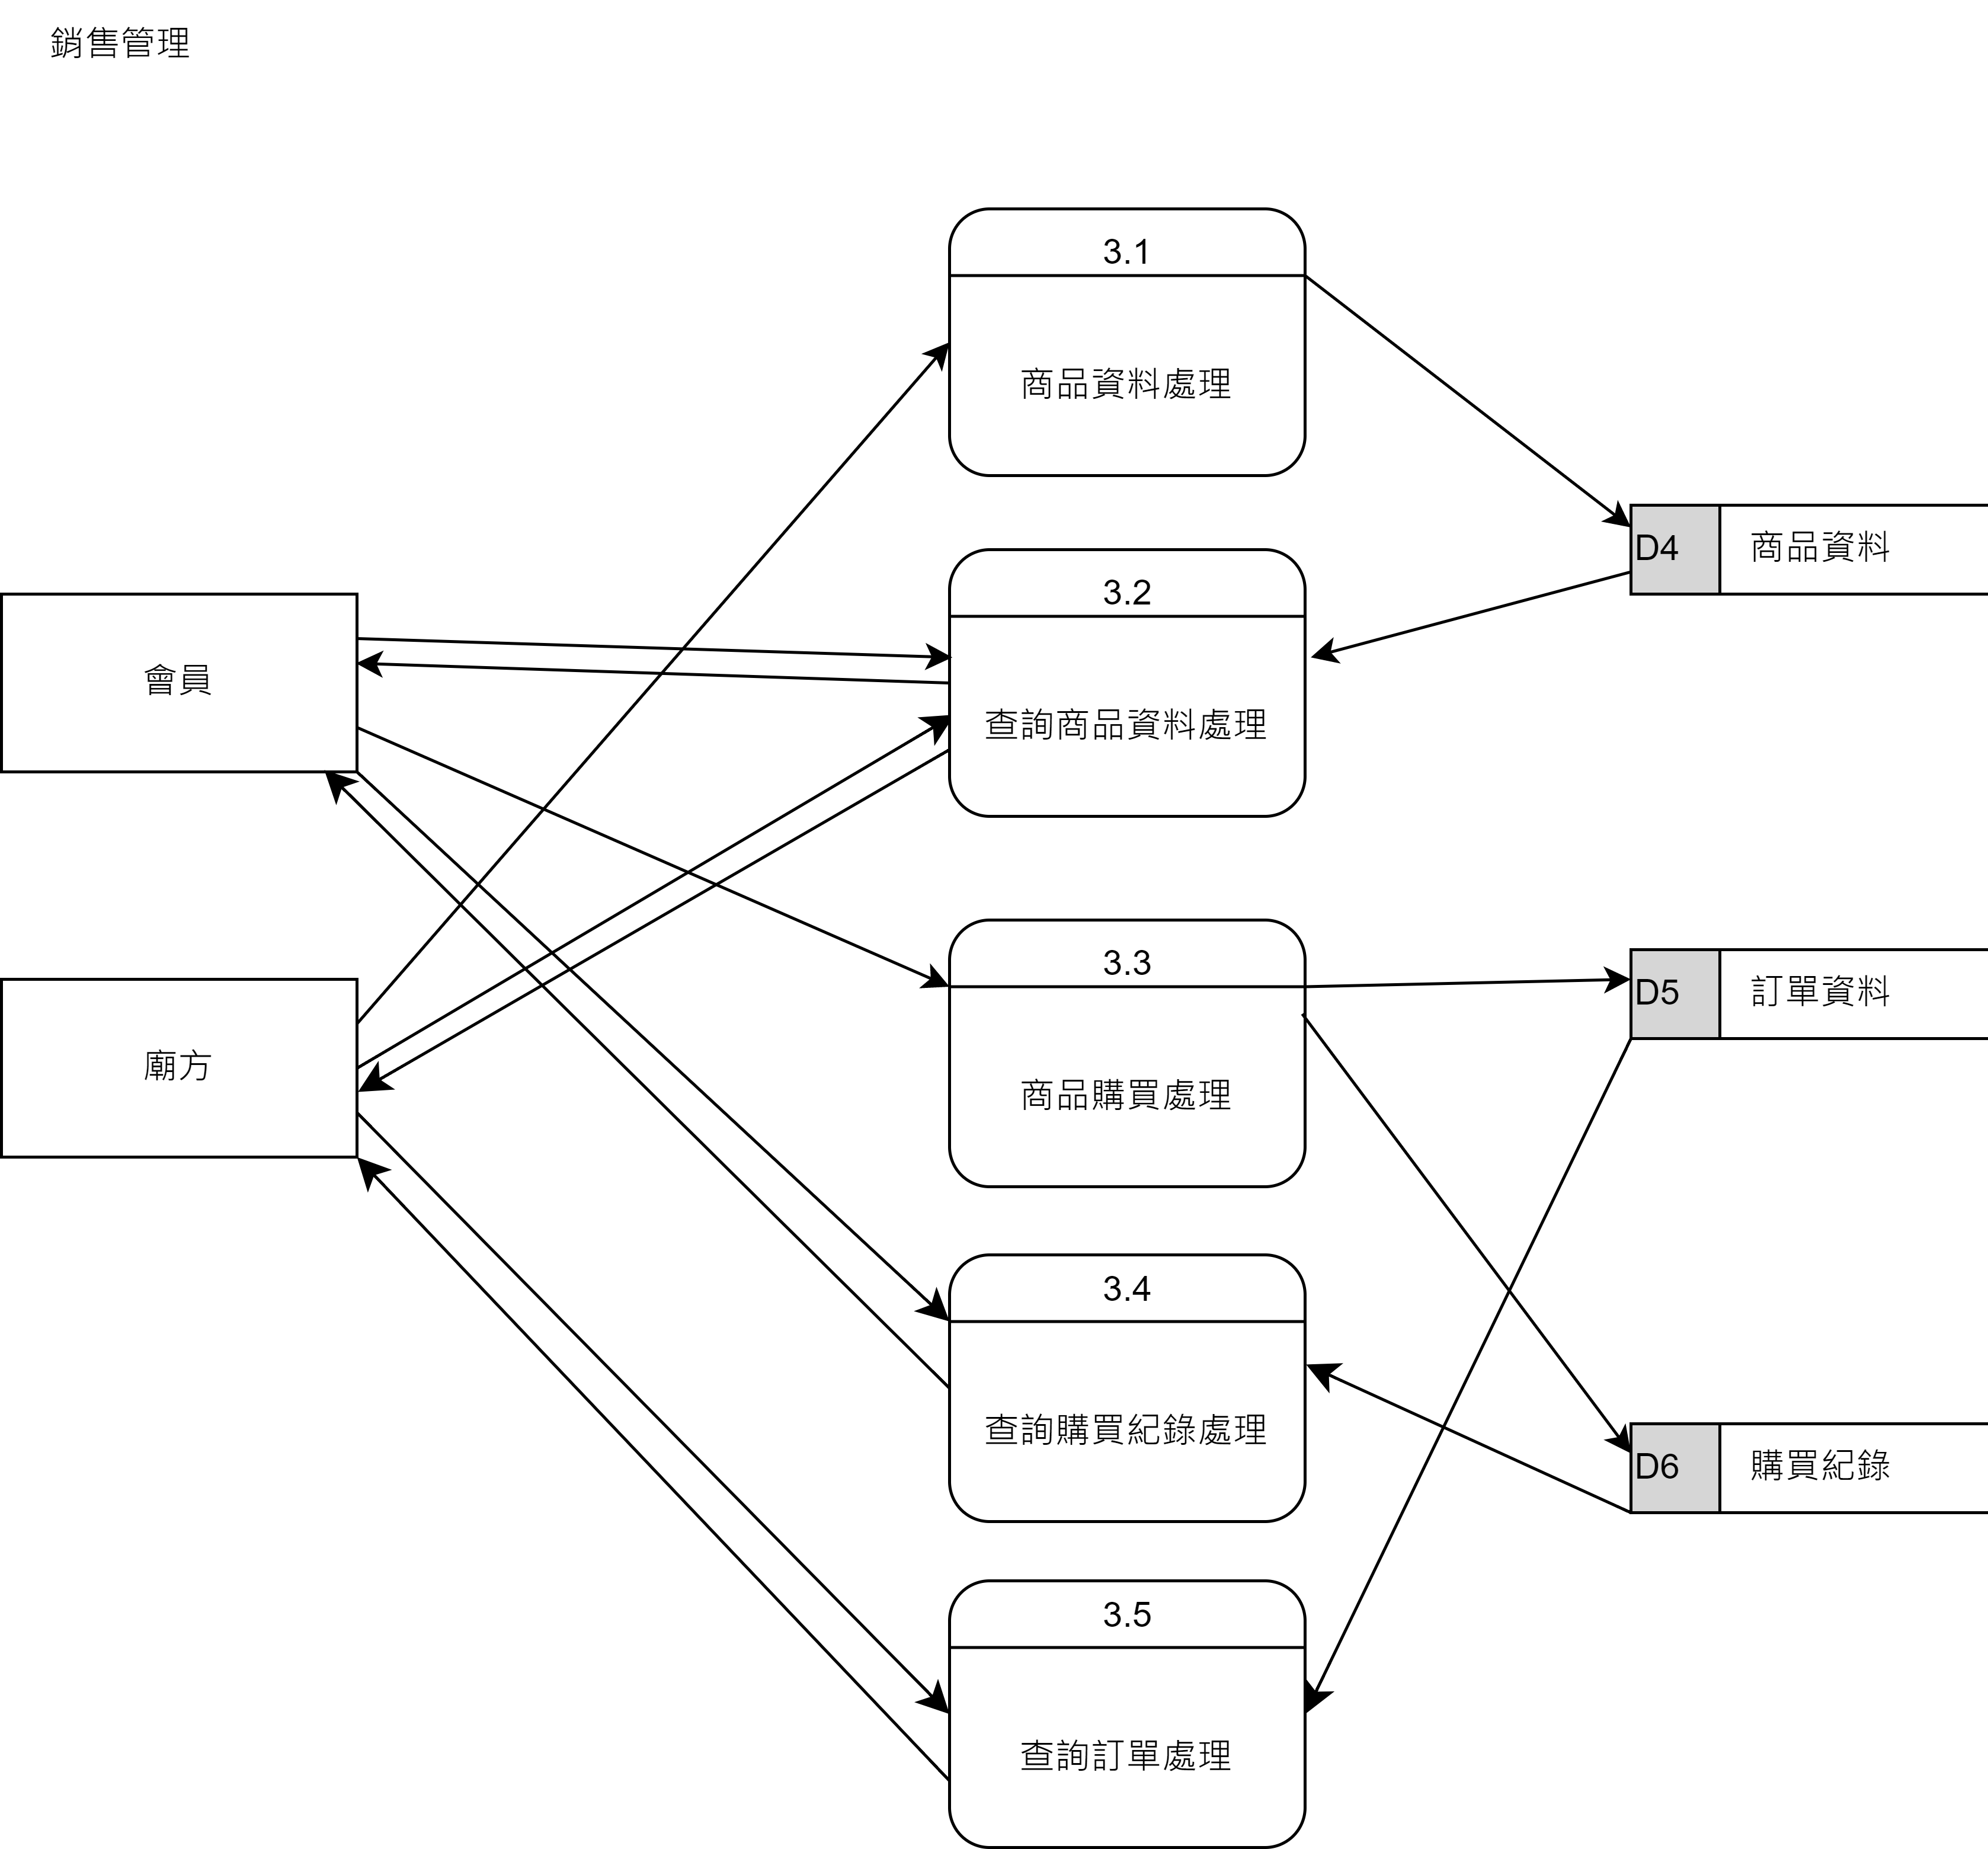 銷售管理
3.1
商品資料處理
D4
商品資料
3.2
查詢商品資料處理
會員
3.3
商品購買處理
D5
訂單資料
廟方
3.4
查詢購買紀錄處理
D6
購買紀錄
3.5
查詢訂單處理